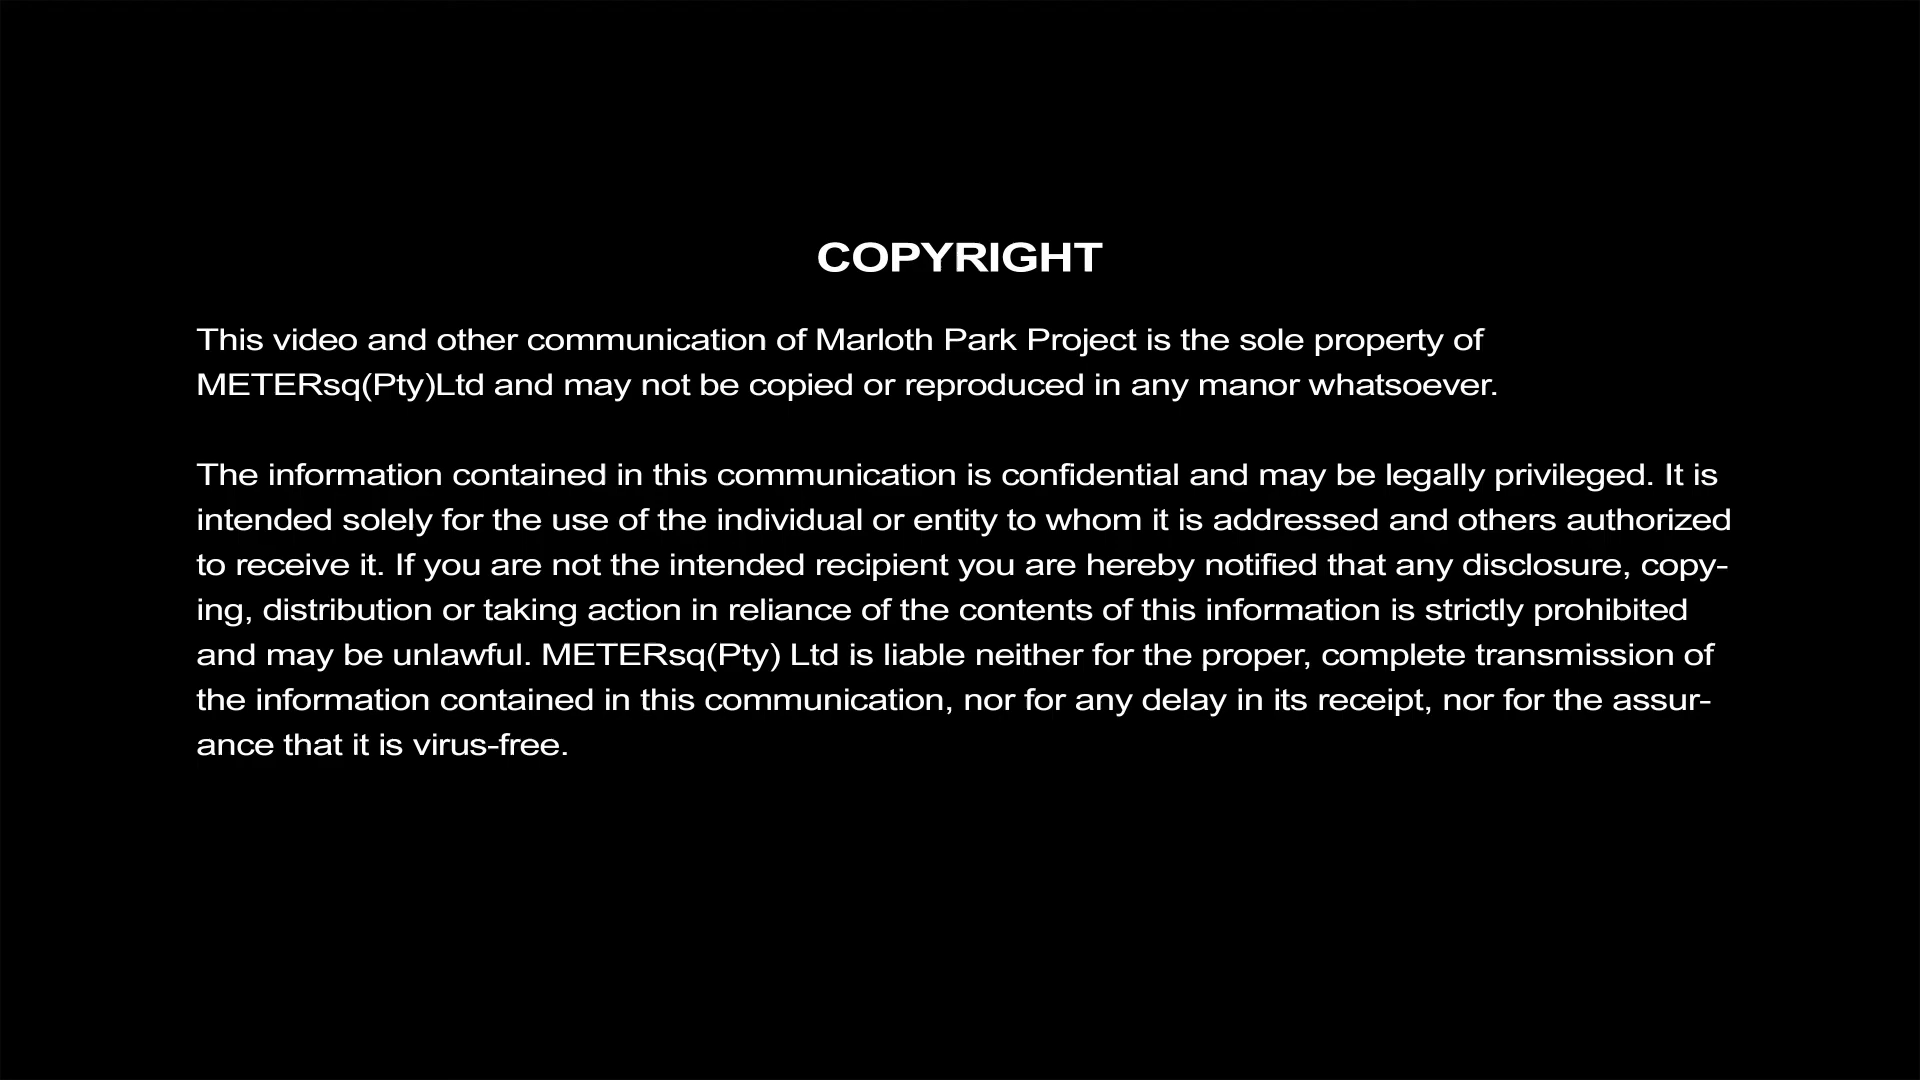 COPYRIGHT
This video and other communication of Marloth Park Project is the sole property of
METERsq(Pty)Ltd and may not be copied or reproduced in any manor whatsoever.
The information contained in this communication is confidential and may be legally privileged. It is
intended solely for the use of the individual or entity to whom it is addressed and others authorized
to receive it. If you are not the intended recipient you are hereby notified that any disclosure, copy-
ing, distribution or taking action in reliance of the contents of this information is strictly prohibited
and may be unlawful. METERsq(Pty) Ltd is liable neither for the proper, complete transmission of
the information contained in this communication, nor for any delay in its receipt, nor for the assur-
ance that it is virus-free.